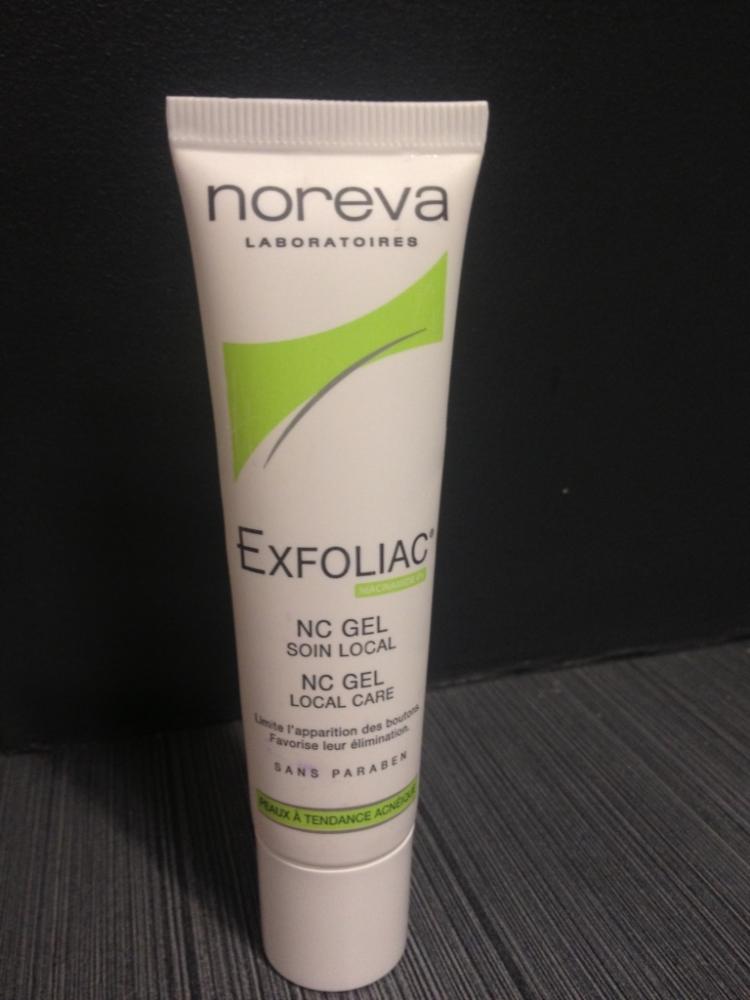 noreva
LABORATOIRES
EXFOLIAC®
NIACINAMIDE
NC GEL
SOIN LOCAL
NC GEL
LOCAL CARE
Limite l'apparition des boutons.
Favorise leur élimination.
SANS PARABEN
PEAUX À TENDANCE ACNÉIQUE